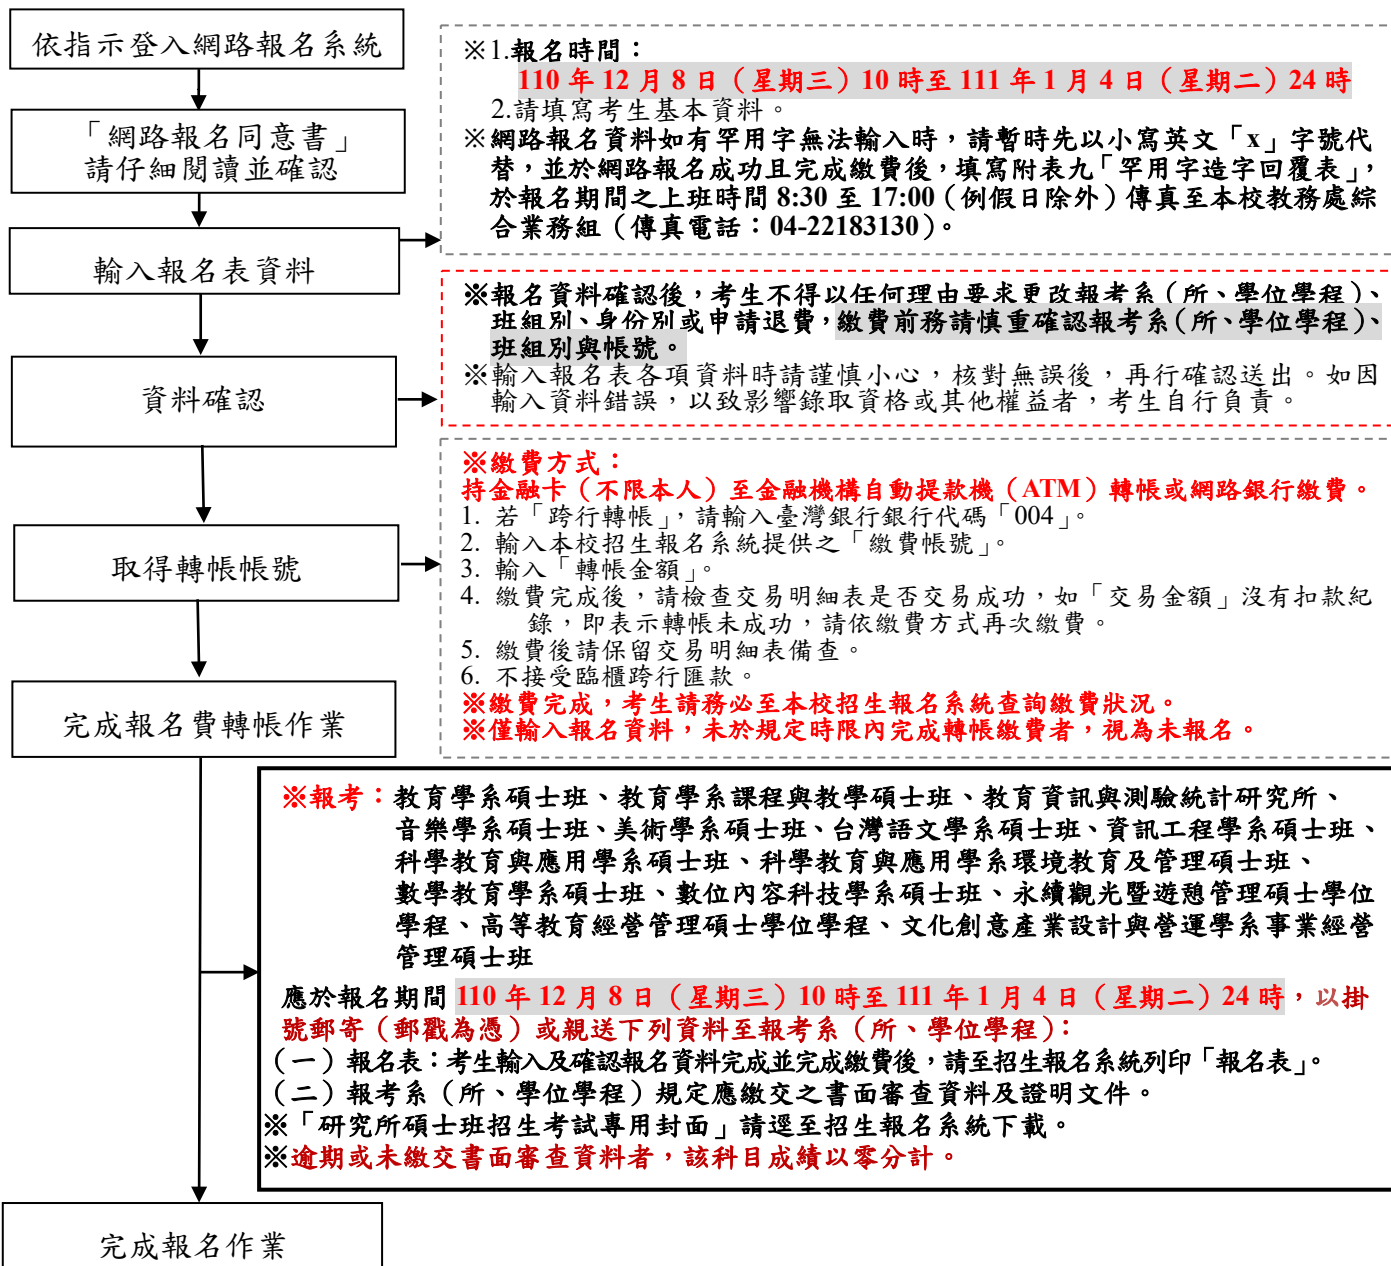 依指示登入網路報名系統
「網路報名同意書」
請仔細閱讀並確認
輸入報名表資料
※1.報名時間：
110 年 12 月 8 日（星期三）10 時至 111 年 1 月 4 日（星期二）24 時
2.請填寫考生基本資料。
※網路報名資料如有罕用字無法輸入時，請暫時先以小寫英文「x」字號代
替，並於網路報名成功且完成繳費後，填寫附表九「罕用字造字回覆表」，
於報名期間之上班時間 8:30 至 17:00（例假日除外）傳真至本校教務處綜
合業務組（傳真電話：04-22183130）。
資料確認
※報名資料確認後，考生不得以任何理由要求更改報考系（所、學位學程）、
班組別、身份別或申請退費，繳費前務請慎重確認報考系（所、學位學程）、
班組別與帳號。
※輸入報名表各項資料時請謹慎小心，核對無誤後，再行確認送出。如因
輸入資料錯誤，以致影響錄取資格或其他權益者，考生自行負責。
取得轉帳帳號
※繳費方式：
持金融卡（不限本人）至金融機構自動提款機（ATM）轉帳或網路銀行繳費。
1. 若「跨行轉帳」，請輸入臺灣銀行銀行代碼「004」。
2. 輸入本校招生報名系統提供之「繳費帳號」。
3. 輸入「轉帳金額」。
4. 繳費完成後，請檢查交易明細表是否交易成功，如「交易金額」沒有扣款紀
錄，即表示轉帳未成功，請依繳費方式再次繳費。
5. 繳費後請保留交易明細表備查。
6. 不接受臨櫃跨行匯款。
※繳費完成，考生請務必至本校招生報名系統查詢繳費狀況。
※僅輸入報名資料，未於規定時限內完成轉帳繳費者，視為未報名。
完成報名費轉帳作業
※報考：教育學系碩士班、教育學系課程與教學碩士班、教育資訊與測驗統計研究所、
音樂學系碩士班、美術學系碩士班、台灣語文學系碩士班、資訊工程學系碩士班、
科學教育與應用學系碩士班、科學教育與應用學系環境教育及管理碩士班、
數學教育學系碩士班、數位內容科技學系碩士班、永續觀光暨遊憩管理碩士學位
學程、高等教育經營管理碩士學位學程、文化創意產業設計與營運學系事業經營
管理碩士班
應於報名期間 110 年 12 月 8 日（星期三）10 時至 111 年 1 月 4 日（星期二）24 時，以掛
號郵寄（郵戳為憑）或親送下列資料至報考系（所、學位學程）：
（一）報名表：考生輸入及確認報名資料完成並完成繳費後，請至招生報名系統列印「報名表」。
（二）報考系（所、學位學程）規定應繳交之書面審查資料及證明文件。
※「研究所碩士班招生考試專用封面」請逕至招生報名系統下載。
※逾期或未繳交書面審查資料者，該科目成績以零分計。
完成報名作業